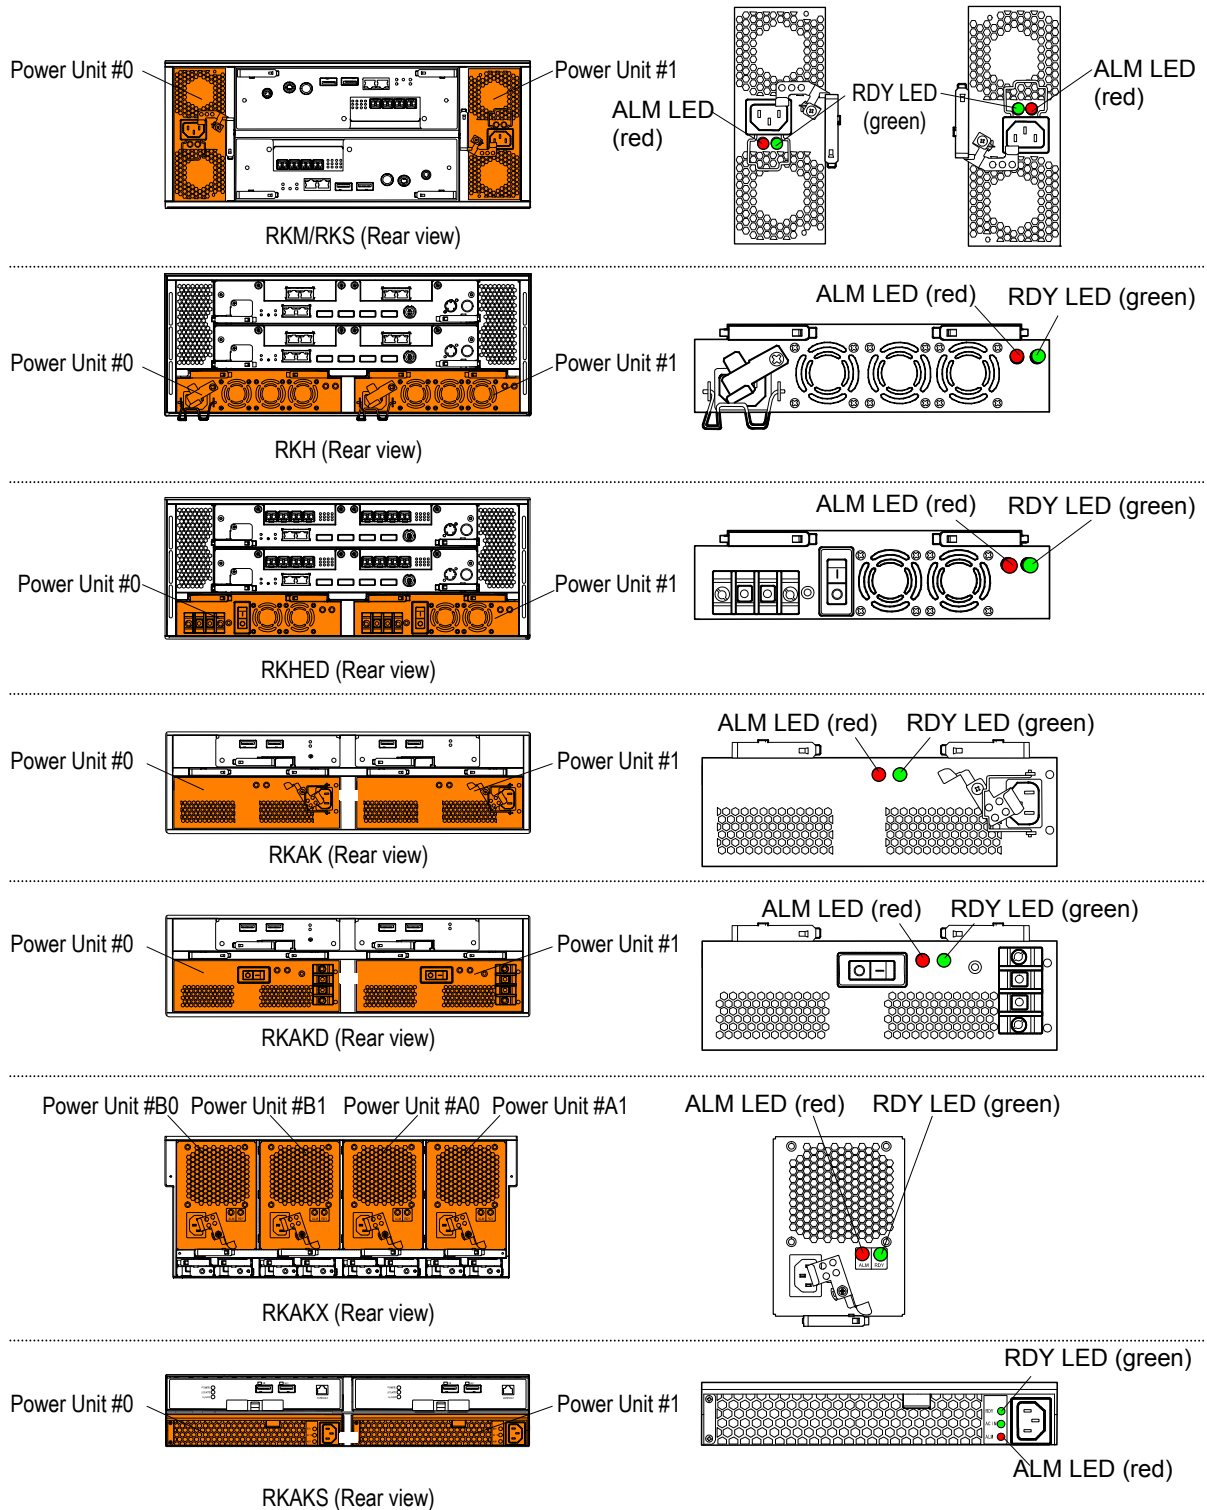 Power Unit #0
Power Unit #1
ALM LED
(red)
RDY LED
(green)
ALM LED
(red)
RKM/RKS (Rear view)
Power Unit #0
Power Unit #1
ALM LED (red)
RDY LED (green)
RKH (Rear view)
Power Unit #0
Power Unit #1
ALM LED (red)
RDY LED (green)
RKHED (Rear view)
Power Unit #0
Power Unit #1
ALM LED (red)
RDY LED (green)
RKAK (Rear view)
Power Unit #0
Power Unit #1
ALM LED (red)
RDY LED (green)
RKAKD (Rear view)
Power Unit #B0
Power Unit #B1
Power Unit #A0
Power Unit #A1
ALM LED (red)
RDY LED (green)
ALM
RDY
RKAKX (Rear view)
Power Unit #0
Power Unit #1
RDY LED (green)
RDY
AC IN
ALM
ALM LED (red)
RKAKS (Rear view)